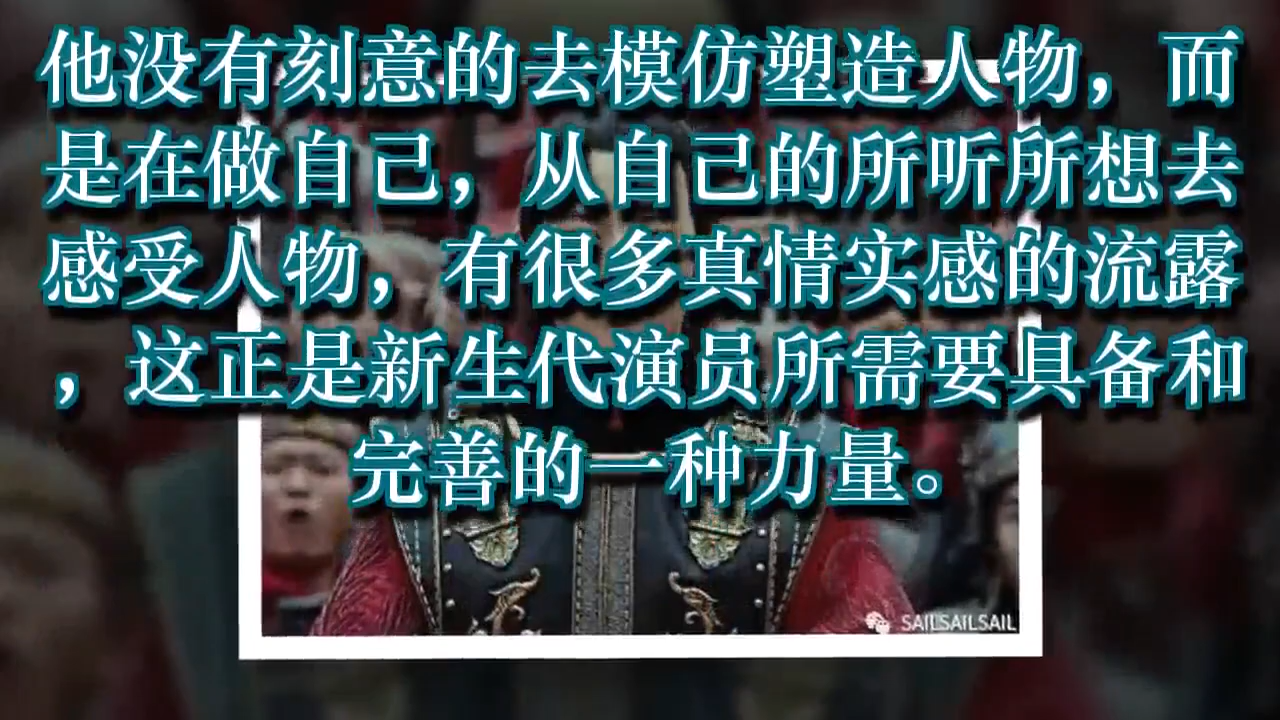 他没有刻意的去模仿塑造人物，而
是在做自己，从自己的所听所想去
感受人物，有很多真情实感的流露
，这正是新生代演员所需要具备和
完善的一种力量。
SAILSAILSAIL